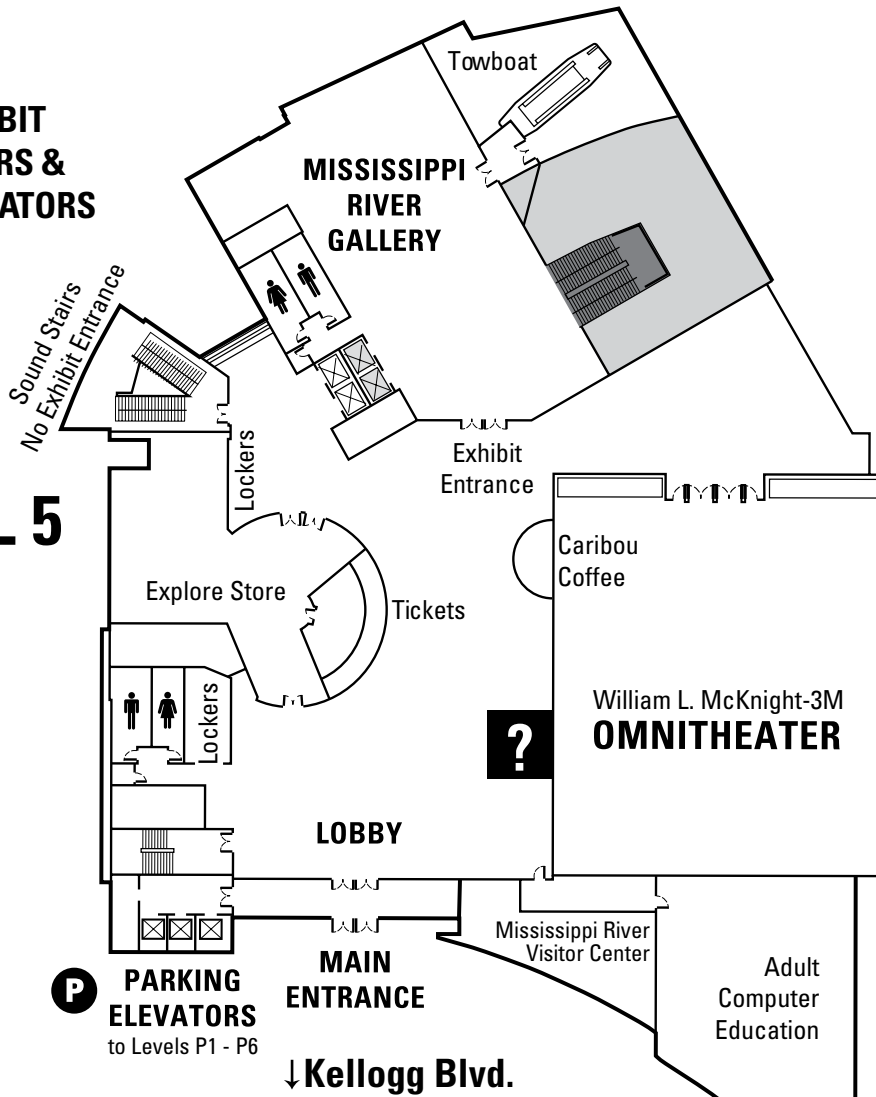 Towboat
BIT
RS &
ATORS
MISSISSIPPI
RIVER
GALLERY
Sound Stairs
No Exhibit Entrance
Lockers
Exhibit
Entrance
L 5
Caribou
Coffee
Explore Store
Tickets
Lockers
William L. McKnight-3M
OMNITHEATER
?
LOBBY
Mississippi River
Visitor Center
MAIN
ENTRANCE
P
PARKING
ELEVATORS
to Levels P1 - P6
Adult
Computer
Education
↓Kellogg Blvd.